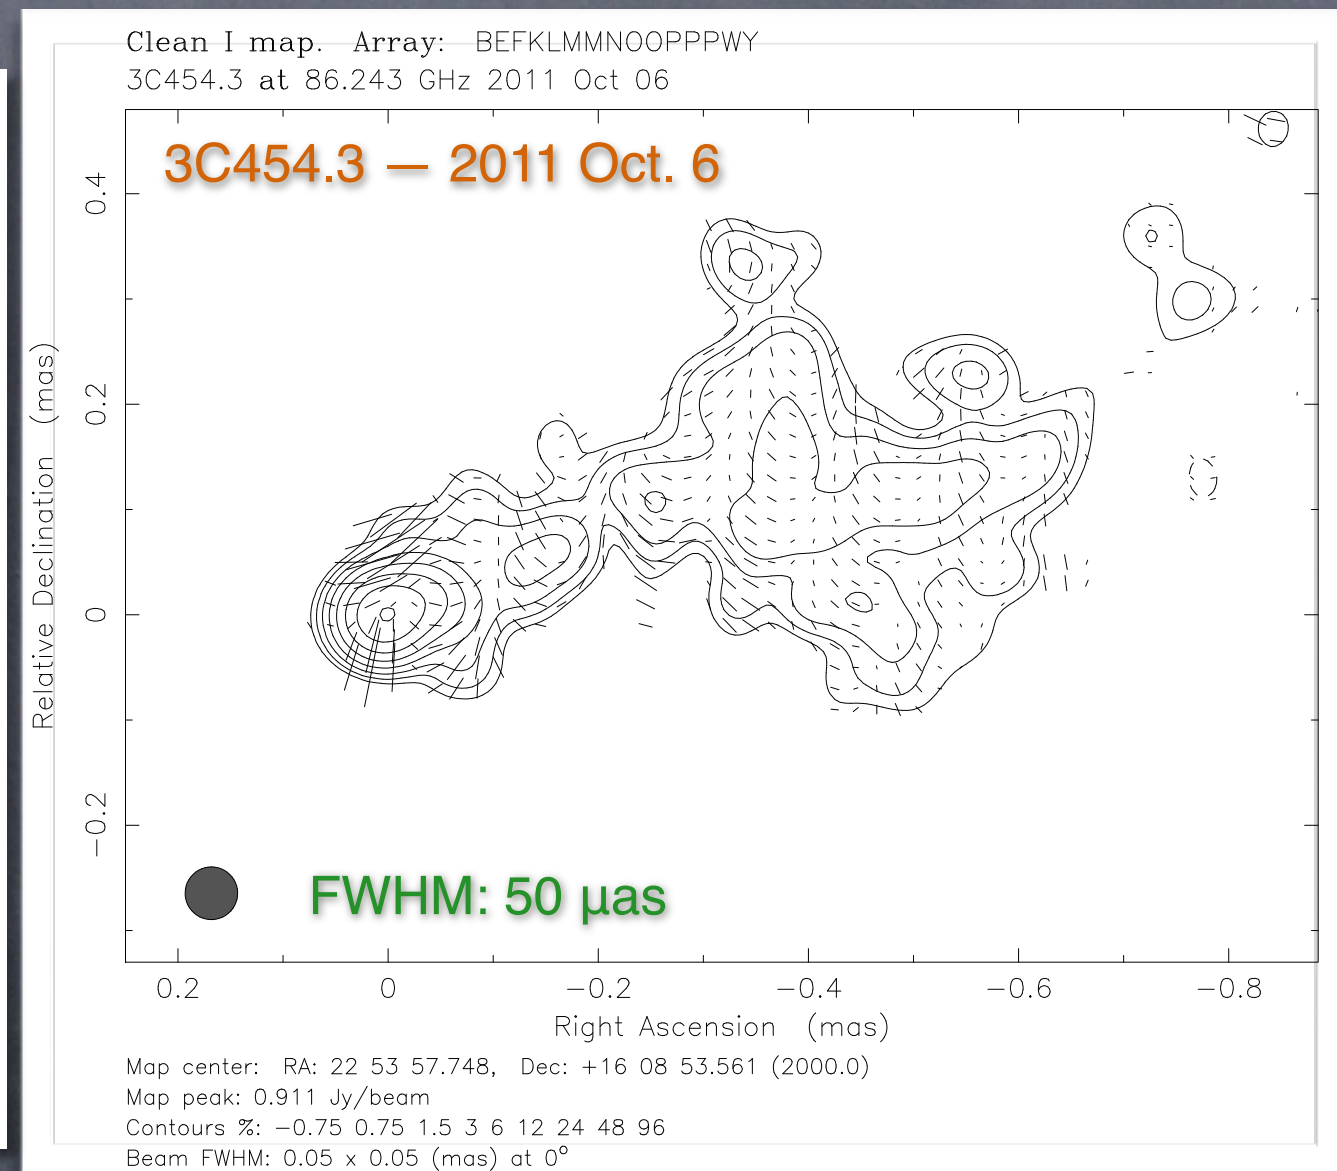 Clean I map.  Array:  BEFKLMMNOOPPPWY
3C454.3 at 86.243 GHz 2011 Oct 06
3C454.3 — 2011 Oct. 6
Relative Declination (mas)
0.4
0.2
0
−0.2
FWHM: 50 µas
0.2 0 −0.2 −0.4 −0.6 −0.8
Right Ascension (mas)
Map center:  RA: 22 53 57.748,  Dec: +16 08 53.561 (2000.0)
Map peak: 0.911 Jy/beam
Contours %: −0.75 0.75 1.5 3 6 12 24 48 96
Beam FWHM: 0.05 x 0.05 (mas) at 0°